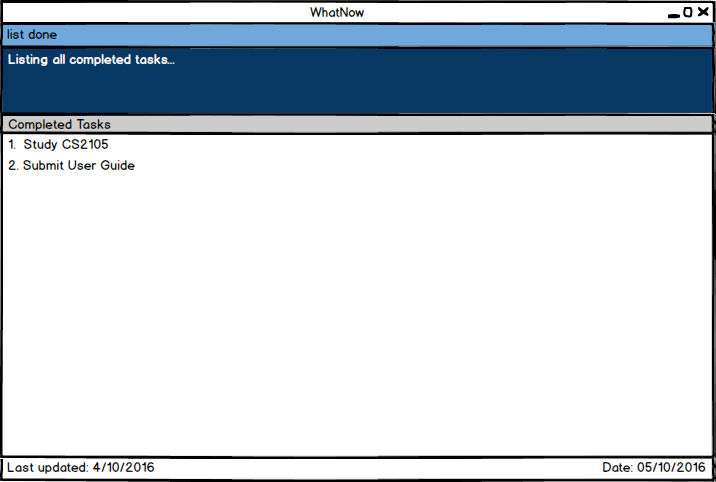 WhatNow
list done
Listing all completed tasks...
Completed Tasks
1. Study CS2105
2. Submit User Guide
Last updated: 4/10/2016 Date: 05/10/2016